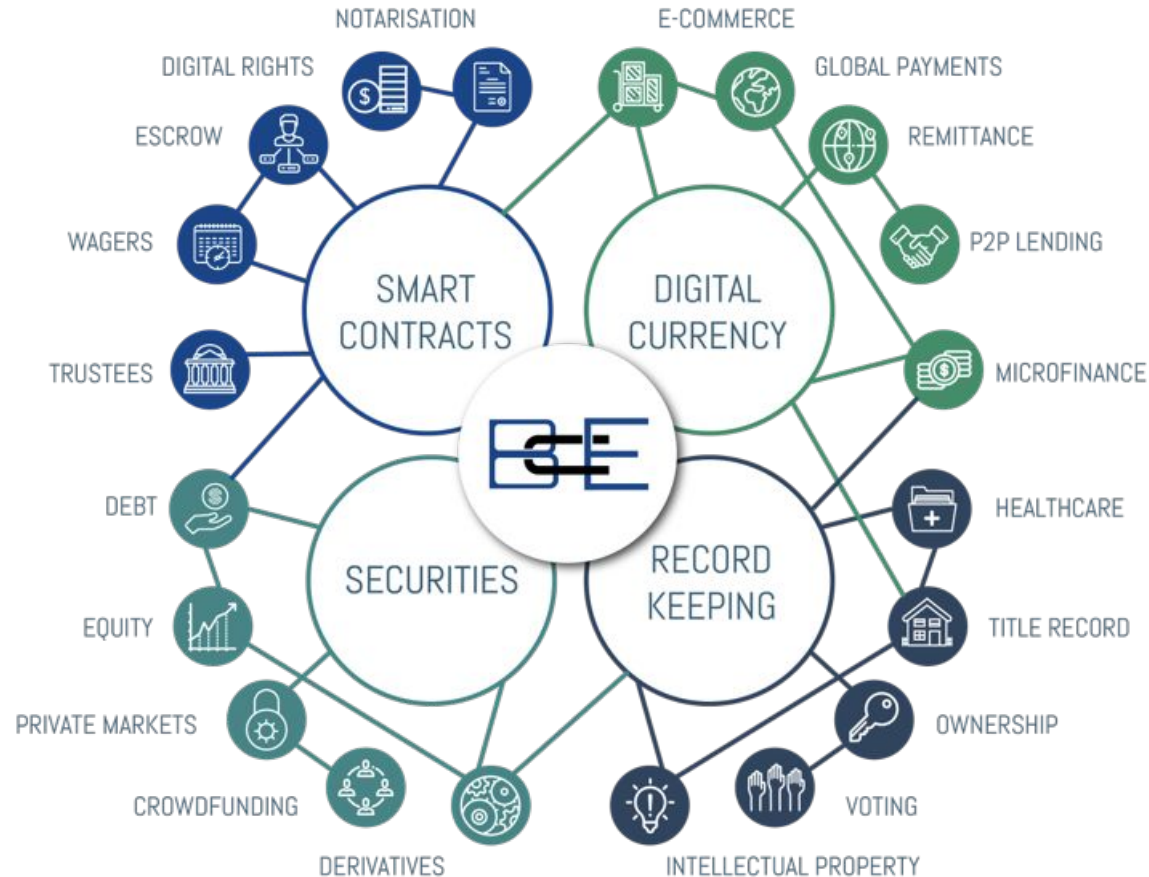 NOTARISATION
E-COMMERCE
DIGITAL RIGHTS
GLOBAL PAYMENTS
ESCROW
REMITTANCE
WAGERS
P2P LENDING
SMART
CONTRACTS
DIGITAL
CURRENCY
TRUSTEES
MICROFINANCE
BCE
DEBT
HEALTHCARE
SECURITIES
RECORD
KEEPING
EQUITY
TITLE RECORD
PRIVATE MARKETS
OWNERSHIP
CROWDFUNDING
VOTING
DERIVATIVES
INTELLECTUAL PROPERTY